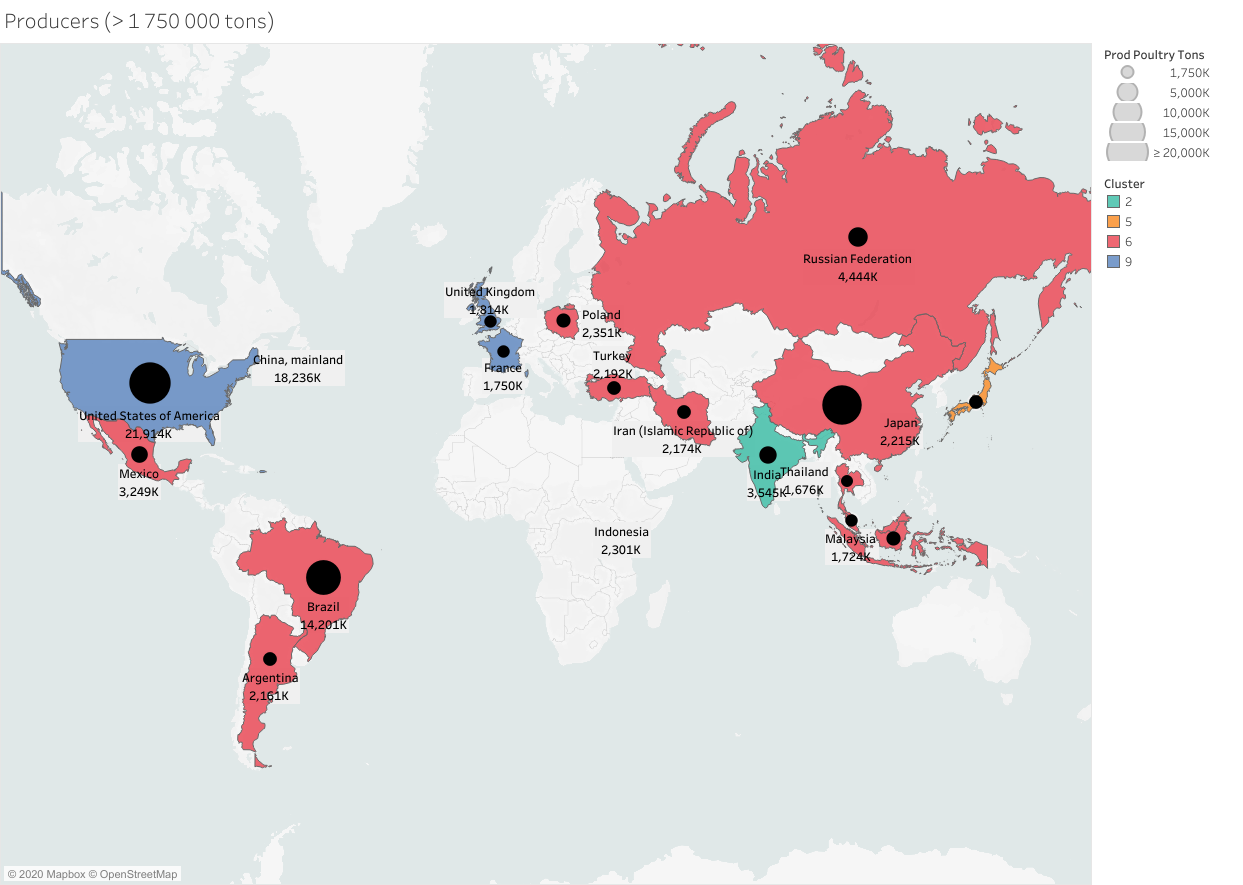 Producers (> 1 750 000 tons)
Prod Poultry Tons
1,750K
5,000K
10,000K
15,000K
≥ 20,000K
Cluster
2
5
6
9
Russian Federation
4,444K
United Kingdom
1,814K
Poland
2,351K
France
1,750K
Turkey
2,192K
China, mainland
18,236K
United States of America
21,914K
Mexico
3,249K
Iran (Islamic Republic of)
2,174K
Japan
2,215K
India
3,545K
Thailand
1,676K
Indonesia
2,301K
Malaysia
1,724K
Brazil
14,201K
Argentina
2,161K
© 2020 Mapbox © OpenStreetMap